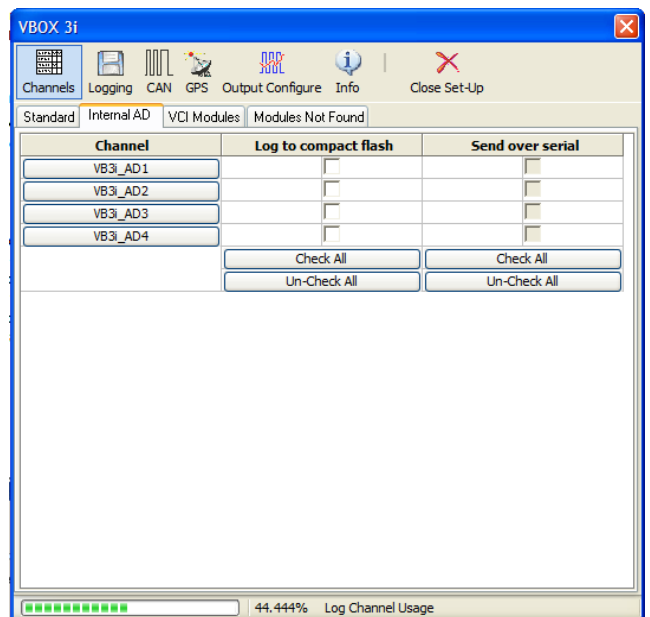 VBOX 3i
Channels Logging CAN GPS Output Configure Info Close Set-Up
Standard Internal AD VCI Modules Modules Not Found
Channel Log to compact flash Send over serial
VB3i_AD1
VB3i_AD2
VB3i_AD3
VB3i_AD4
Check All Check All
Un-Check All Un-Check All
44.444% Log Channel Usage